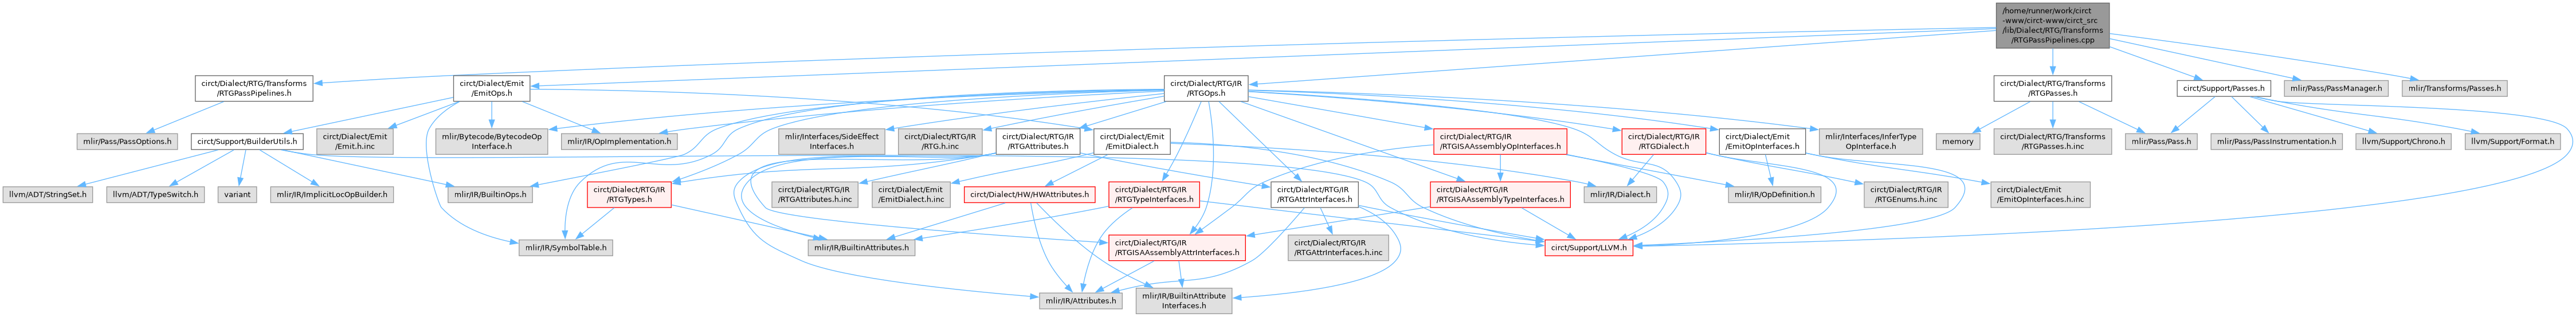 /home/runner/work/circt
-www/circt-www/circt_src
/lib/Dialect/RTG/Transforms
/RTGPassPipelines.cpp
circt/Dialect/RTG/Transforms
/RTGPassPipelines.h
circt/Dialect/Emit
/EmitOps.h
circt/Dialect/RTG/IR
/RTGOps.h
circt/Dialect/RTG/Transforms
/RTGPasses.h
circt/Support/Passes.h
mlir/Pass/PassManager.h
mlir/Transforms/Passes.h
mlir/Pass/PassOptions.h
circt/Support/BuilderUtils.h
circt/Dialect/Emit
/Emit.h.inc
mlir/Bytecode/BytecodeOp
Interface.h
mlir/IR/OpImplementation.h
mlir/Interfaces/SideEffect
Interfaces.h
circt/Dialect/RTG/IR
/RTG.h.inc
circt/Dialect/RTG/IR
/RTGAttributes.h
circt/Dialect/Emit
/EmitDialect.h
circt/Dialect/RTG/IR
/RTGISAAssemblyOpInterfaces.h
circt/Dialect/RTG/IR
/RTGDialect.h
circt/Dialect/Emit
/EmitOpInterfaces.h
mlir/Interfaces/InferType
OpInterface.h
memory
circt/Dialect/RTG/Transforms
/RTGPasses.h.inc
mlir/Pass/Pass.h
mlir/Pass/PassInstrumentation.h
llvm/Support/Chrono.h
llvm/Support/Format.h
llvm/ADT/StringSet.h
llvm/ADT/TypeSwitch.h
variant
mlir/IR/ImplicitLocOpBuilder.h
mlir/IR/BuiltinOps.h
circt/Dialect/RTG/IR
/RTGTypes.h
circt/Dialect/RTG/IR
/RTGAttributes.h.inc
circt/Dialect/Emit
/EmitDialect.h.inc
circt/Dialect/HW/HWAttributes.h
circt/Dialect/RTG/IR
/RTGTypeInterfaces.h
circt/Dialect/RTG/IR
/RTGAttrInterfaces.h
circt/Dialect/RTG/IR
/RTGISAAssemblyTypeInterfaces.h
mlir/IR/Dialect.h
mlir/IR/OpDefinition.h
circt/Dialect/RTG/IR
/RTGEnums.h.inc
circt/Dialect/Emit
/EmitOpInterfaces.h.inc
mlir/IR/SymbolTable.h
mlir/IR/BuiltinAttributes.h
circt/Dialect/RTG/IR
/RTGISAAssemblyAttrInterfaces.h
circt/Dialect/RTG/IR
/RTGAttrInterfaces.h.inc
circt/Support/LLVM.h
mlir/IR/Attributes.h
mlir/IR/BuiltinAttribute
Interfaces.h